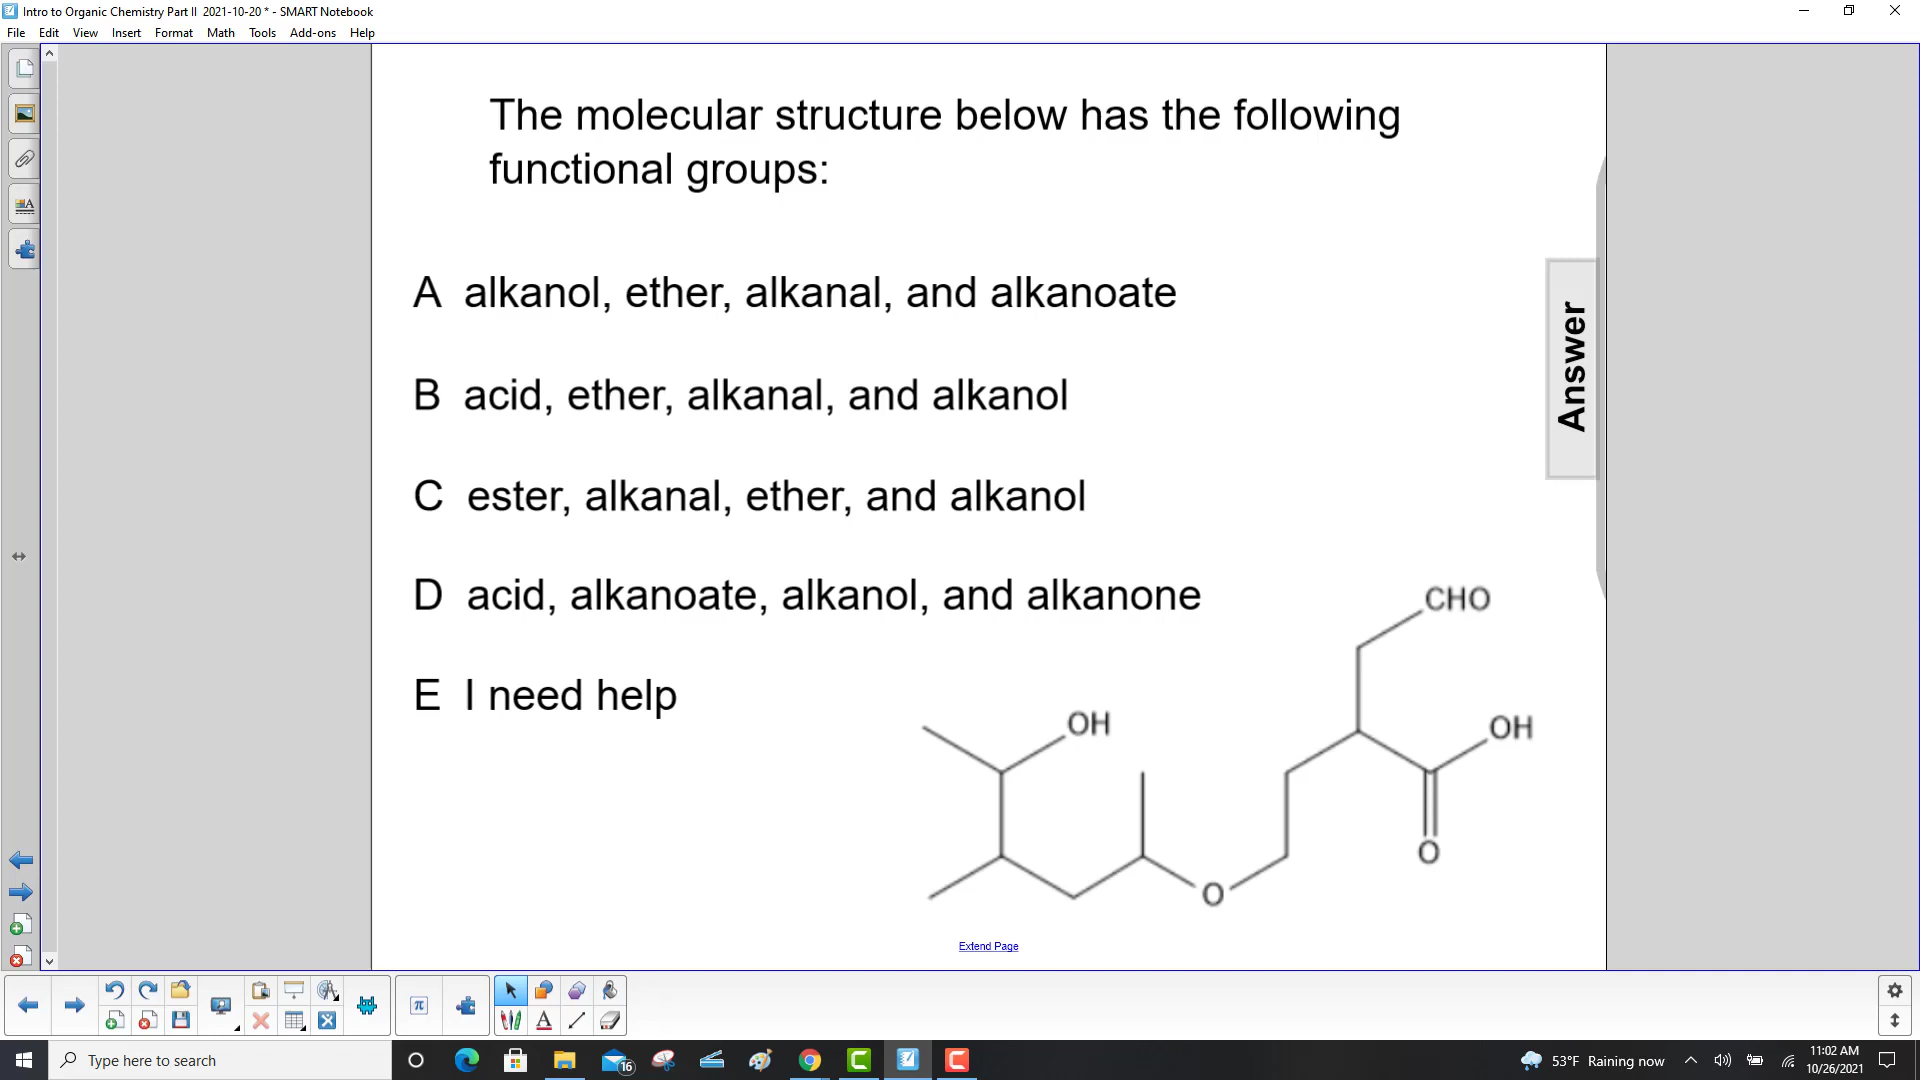 Intro to Organic Chemistry Part II 2021-10-20 * - SMART Notebook
File Edit View Insert Format Math Tools Add-ons Help
The molecular structure below has the following
functional groups:
A alkanol, ether, alkanal, and alkanoate
B acid, ether, alkanal, and alkanol
C ester, alkanal, ether, and alkanol
D acid, alkanoate, alkanol, and alkanone
E I need help
Answer
CHO
OH
OH
O
O
Extend Page
π
A
Type here to search
16
53°F Raining now
11:02 AM
10/26/2021